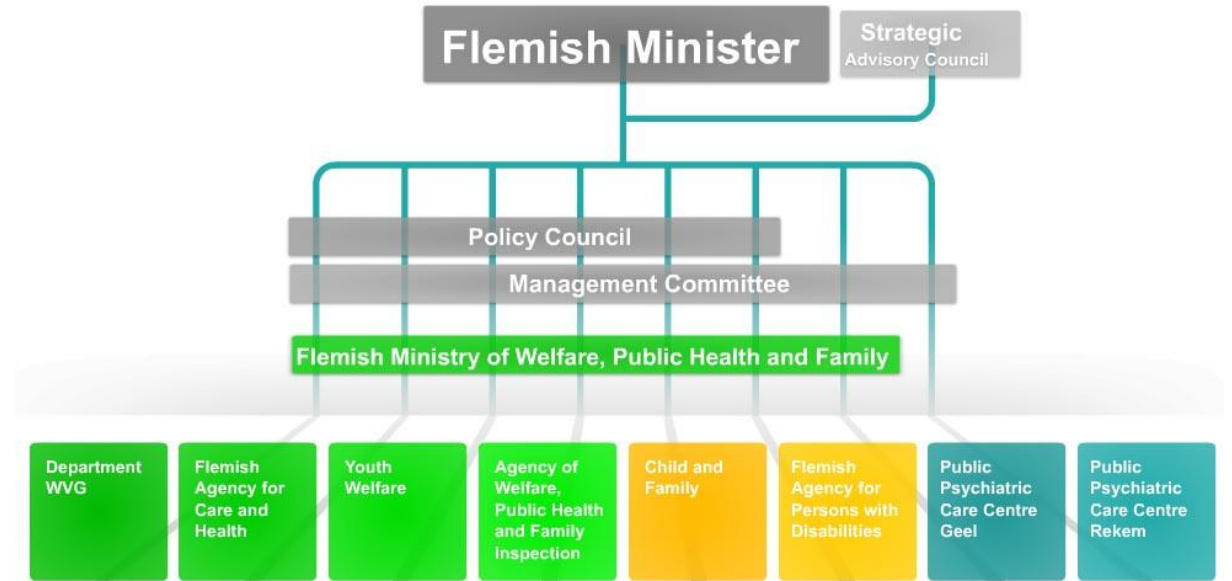 Flemish Minister
Strategic
Advisory Council
Policy Council
Management Committee
Flemish Ministry of Welfare, Public Health and Family
Department
WVG
Flemish
Agency for
Care and
Health
Youth
Welfare
Agency of
Welfare,
Public Health
and Family
Inspection
Child and
Family
Flemish
Agency for
Persons with
Disabilities
Public
Psychiatric
Care Centre
Geel
Public
Psychiatric
Care Centre
Rekem